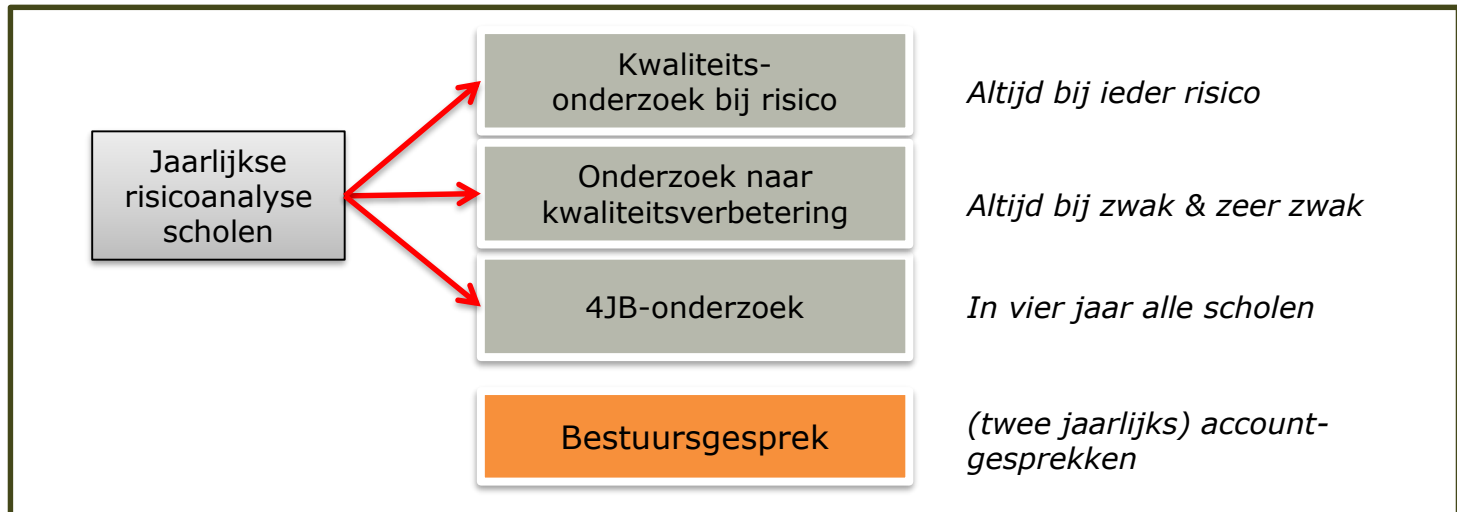 Jaarlijkse
risicoanalyse
scholen
Kwaliteits-
onderzoek bij risico
Altijd bij ieder risico
Onderzoek naar
kwaliteitsverbetering
Altijd bij zwak & zeer zwak
4JB-onderzoek
In vier jaar alle scholen
Bestuursgesprek
(twee jaarlijks) account-
gesprekken